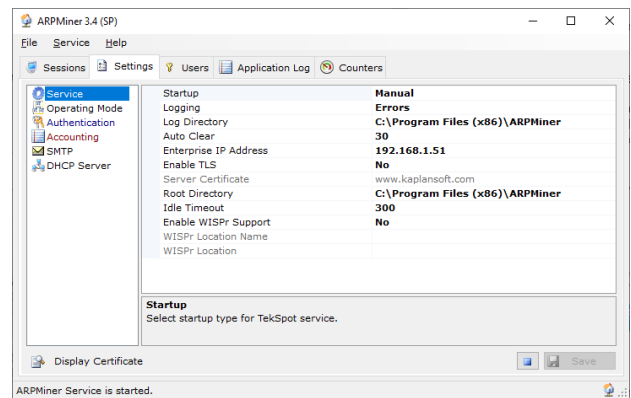 ARPMiner 3.4 (SP)
File Service Help
Sessions Settings Users Application Log Counters
Service
Operating Mode
Authentication
Accounting
SMTP
DHCP Server
Startup Manual
Logging Errors
Log Directory C:\Program Files (x86)\ARPMiner
Auto Clear 30
Enterprise IP Address 192.168.1.51
Enable TLS No
Server Certificate www.kaplansoft.com
Root Directory C:\Program Files (x86)\ARPMiner
Idle Timeout 300
Enable WISPr Support No
WISPr Location Name
WISPr Location
Startup
Select startup type for TekSpot service.
Display Certificate Save
ARPMiner Service is started.